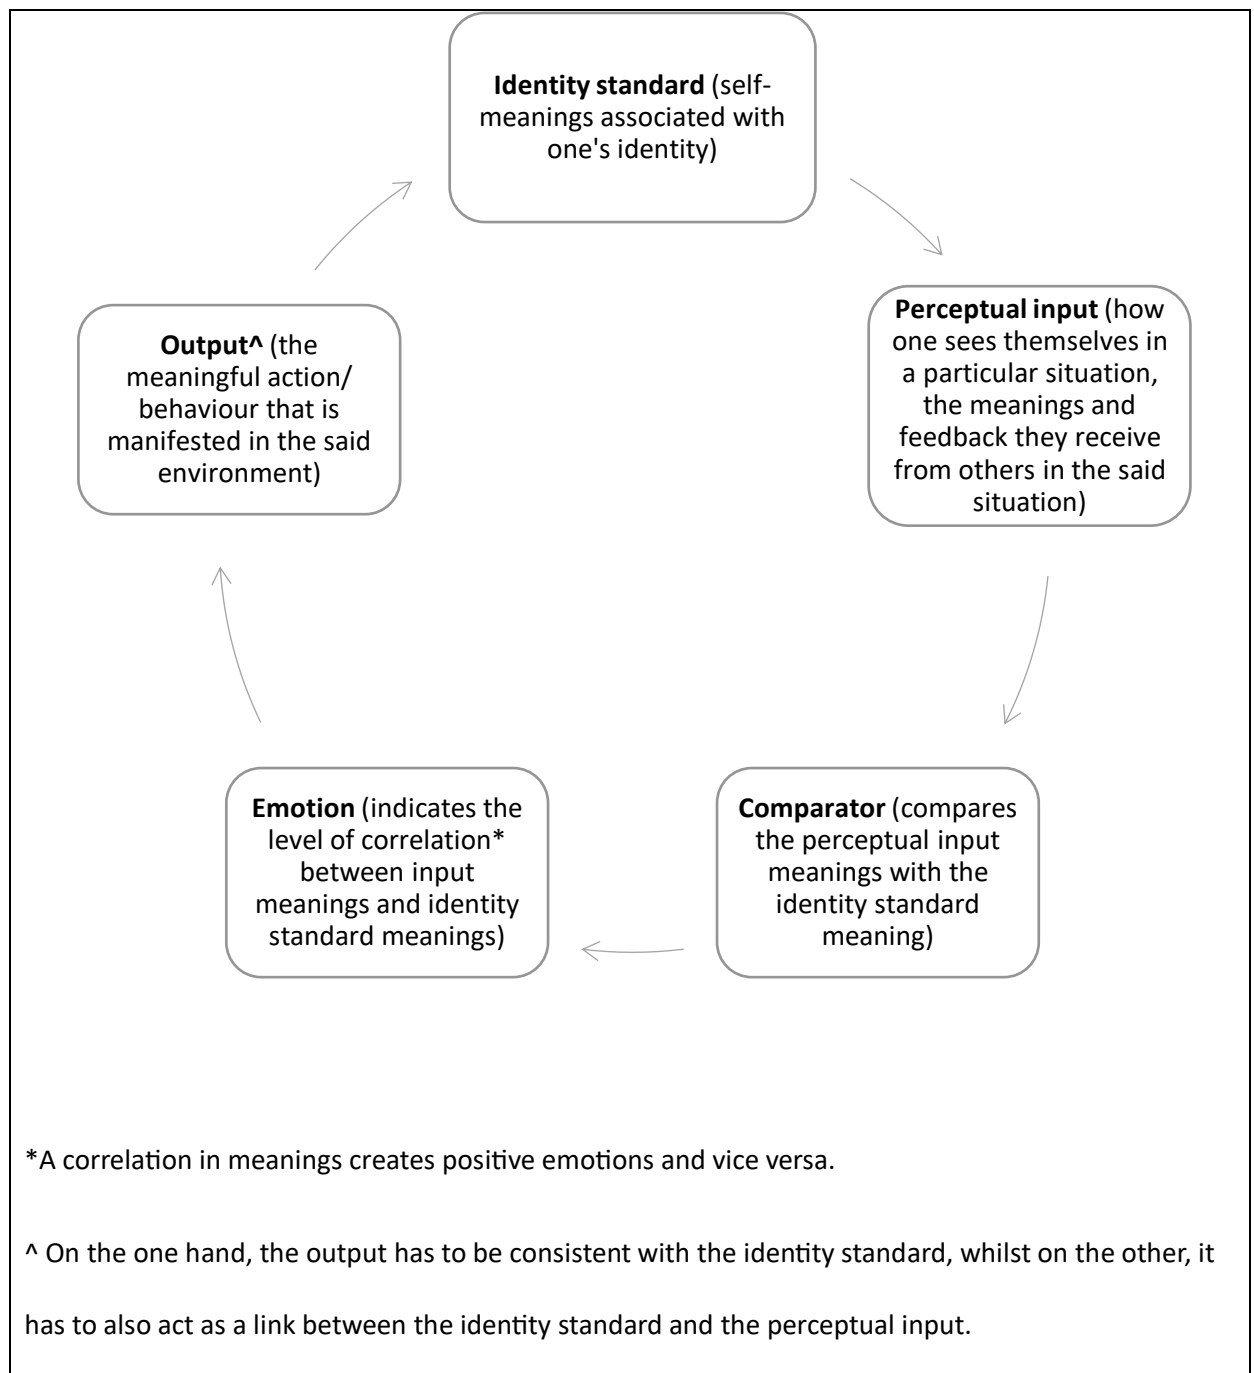 Identity standard (self-
meanings associated with
one's identity)
Perceptual input (how
one sees themselves in
a particular situation,
the meanings and
feedback they receive
from others in the said
situation)
Comparator (compares
the perceptual input
meanings with the
identity standard
meaning)
Emotion (indicates the
level of correlation*
between input
meanings and identity
standard meanings)
Output^ (the
meaningful action/
behaviour that is
manifested in the said
environment)
*A correlation in meanings creates positive emotions and vice versa.
^ On the one hand, the output has to be consistent with the identity standard, whilst on the other, it
has to also act as a link between the identity standard and the perceptual input.